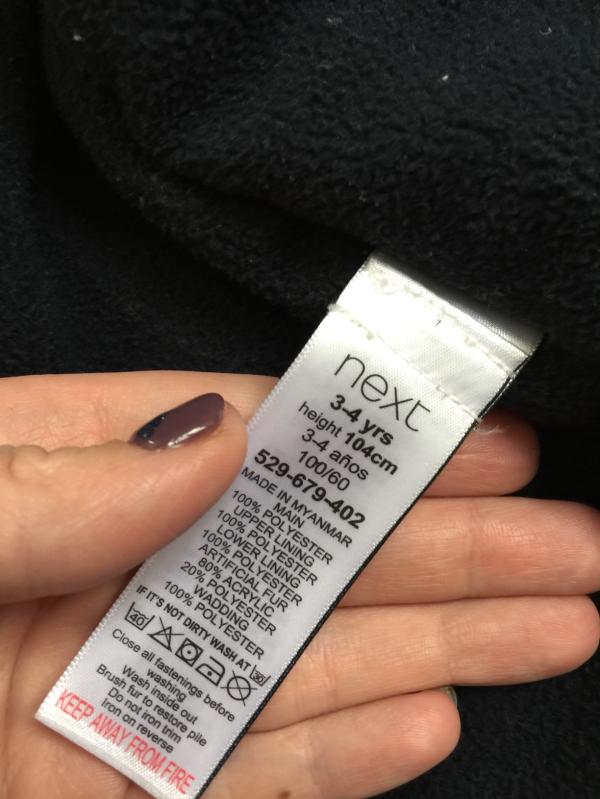 next
3-4 yrs
height 104cm
3-4 años
100/60
529-679-402
MADE IN MYANMAR
MAIN
100% POLYESTER
UPPER LINING
100% POLYESTER
LOWER LINING
100% POLYESTER
ARTIFICIAL FUR
80% ACRYLIC
20% POLYESTER
WADDING
100% POLYESTER
IF IT'S NOT DIRTY WASH AT 30
40
Close all fastenings before
washing
Wash inside out
Brush fur to restore pile
Do not iron trim
Iron on reverse
KEEP AWAY FROM FIRE